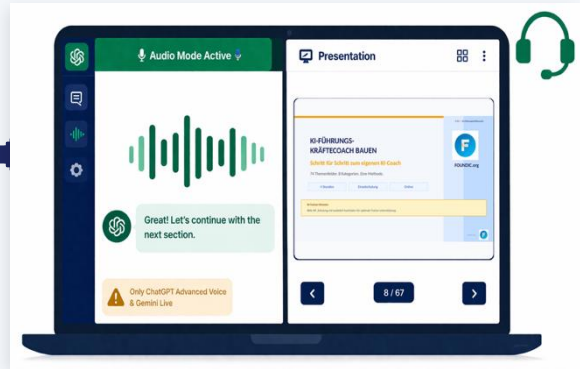 Audio Mode Active
Great! Let's continue with the
next section.
Only ChatGPT Advanced Voice
& Gemini Live
Presentation
KI-FÜHRUNGS-
KRÄFTECOACH BAUEN
Schritt für Schritt zum eigenen KI-Coach
F
FOUNDIC.org
8 / 67